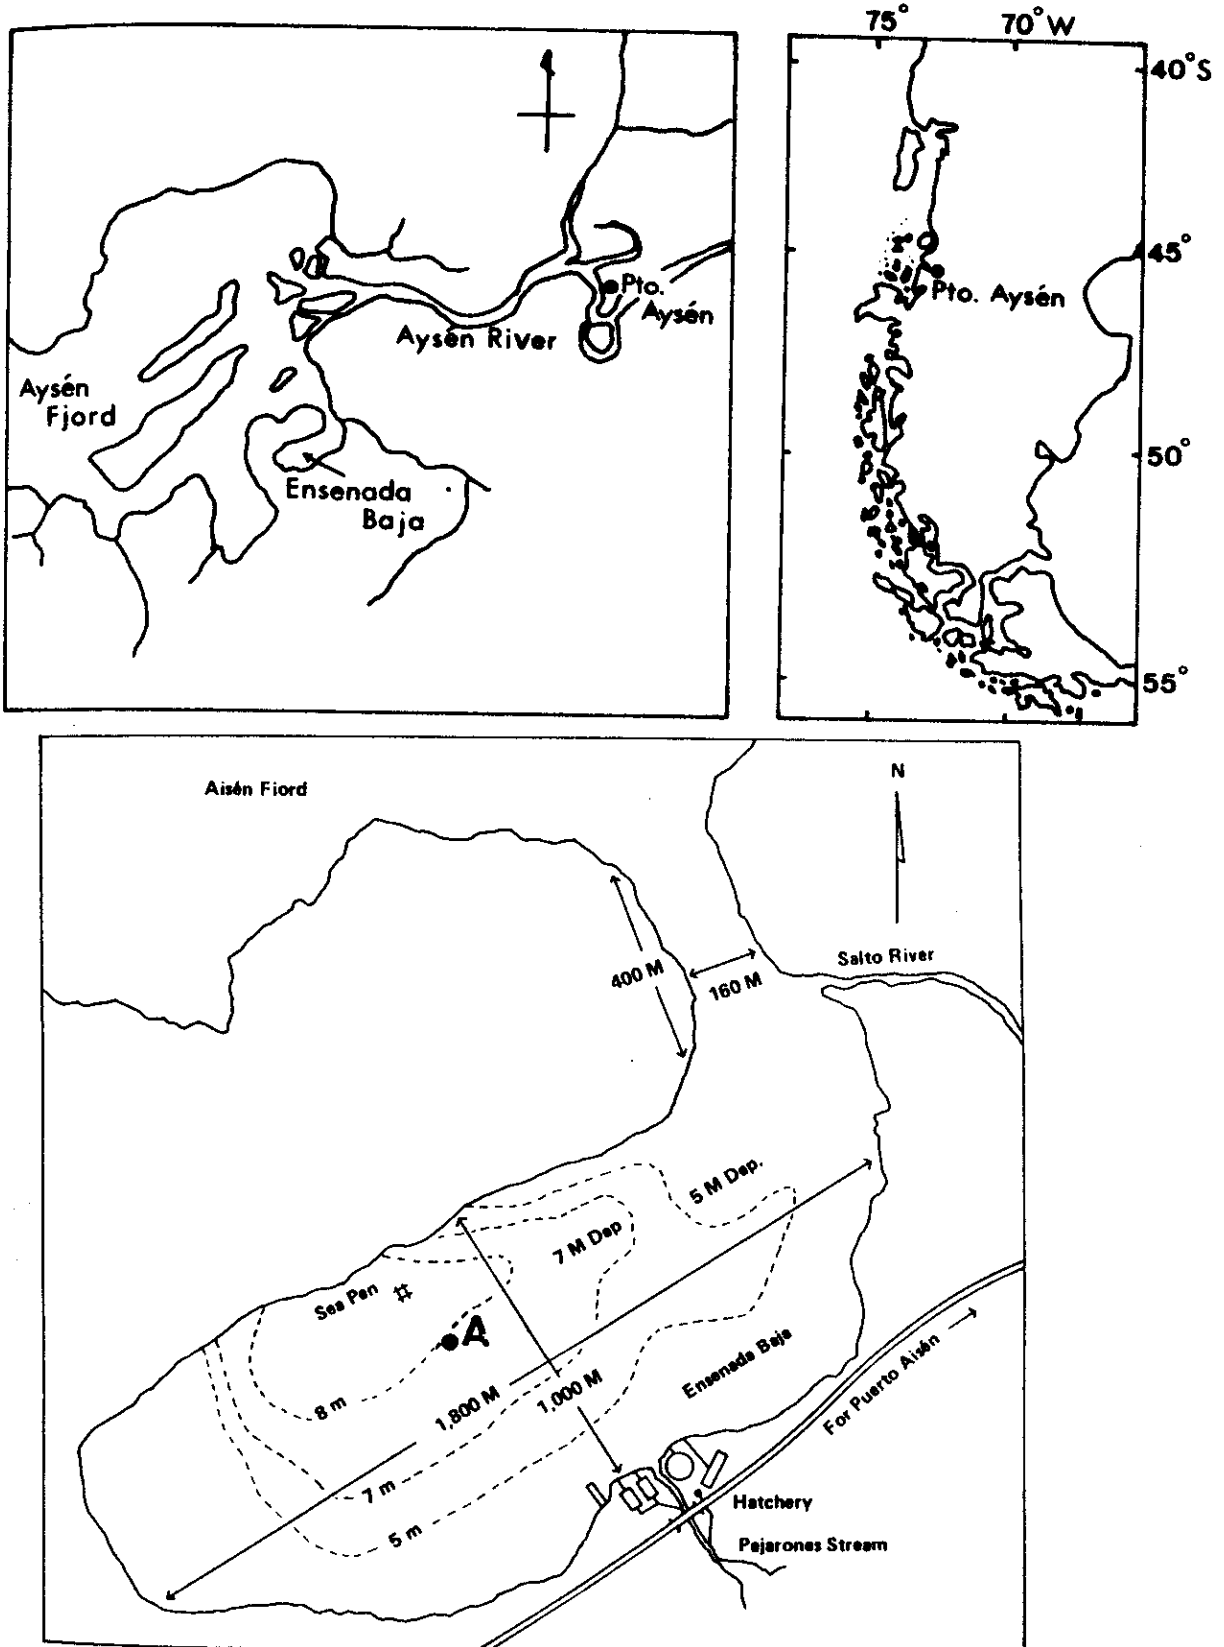 Pto.
Aysén
Aysén River
Aysén
Fjord
Ensenada
Baja
75°
70°W
40°S
45°
Pto. Aysén
50°
55°
Aisén Fiord
N
Salto River
400 M
160 M
5 M Dep.
7 M Dep
Sea Pen
A
8 m
1,800 M
1,000 M
Ensenada Baja
For Puerto Aisén
7 m
5 m
Hatchery
Pejarones Stream